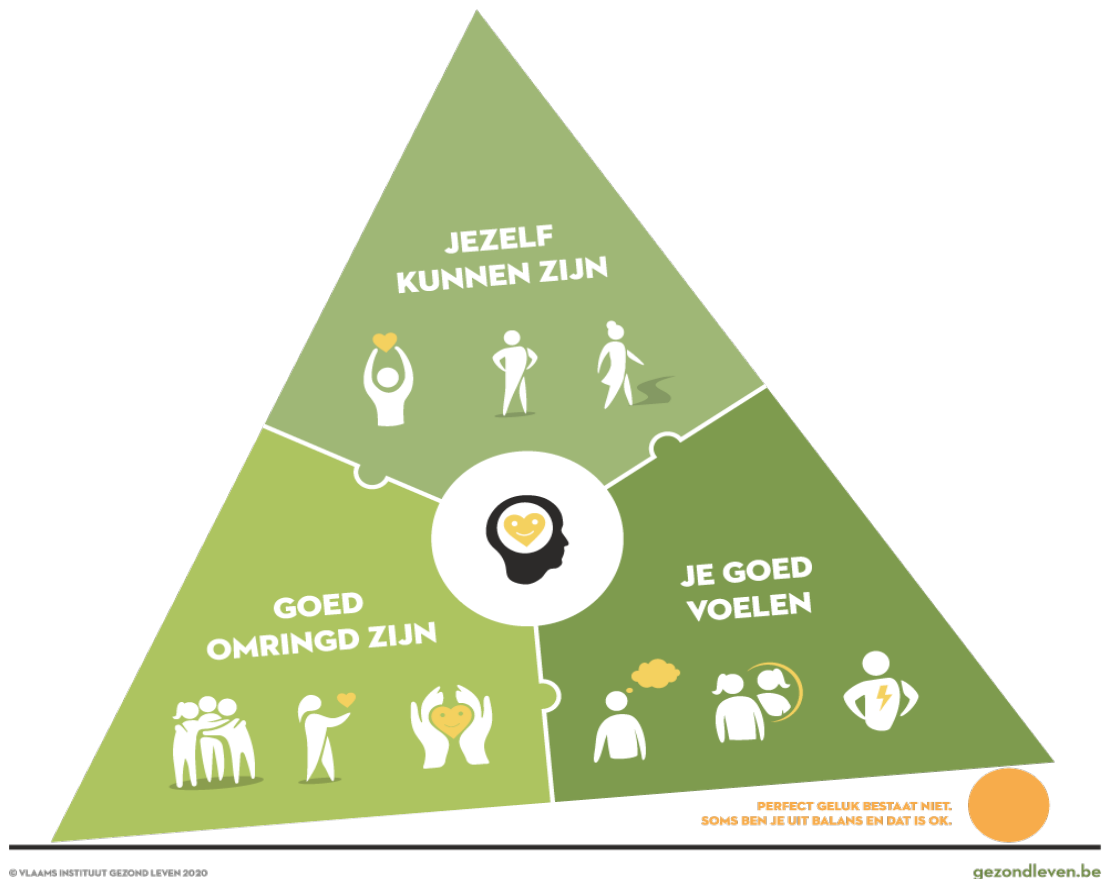 JEZELF
KUNNEN ZIJN
GOED
OMRINGD ZIJN
JE GOED
VOELEN
PERFECT GELUK BESTAAT NIET.
SOMS BEN JE UIT BALANS EN DAT IS OK.
© VLAAMS INSTITUUT GEZOND LEVEN 2020
gezondleven.be